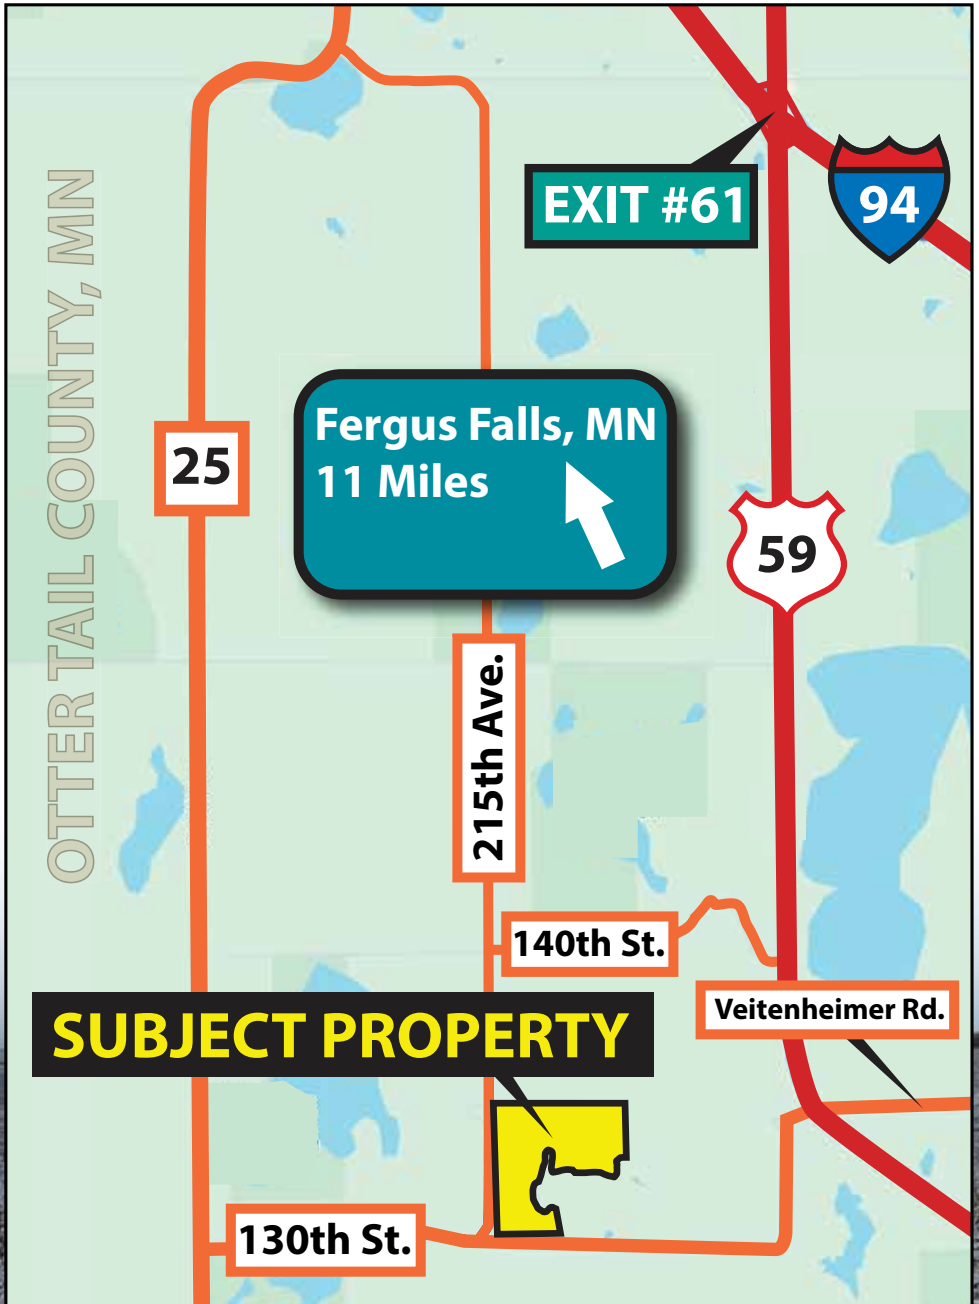 OTTER TAIL COUNTY, MN
EXIT #61
94
Fergus Falls, MN
11 Miles
25
59
215th Ave.
140th St.
Veitenheimer Rd.
SUBJECT PROPERTY
130th St.